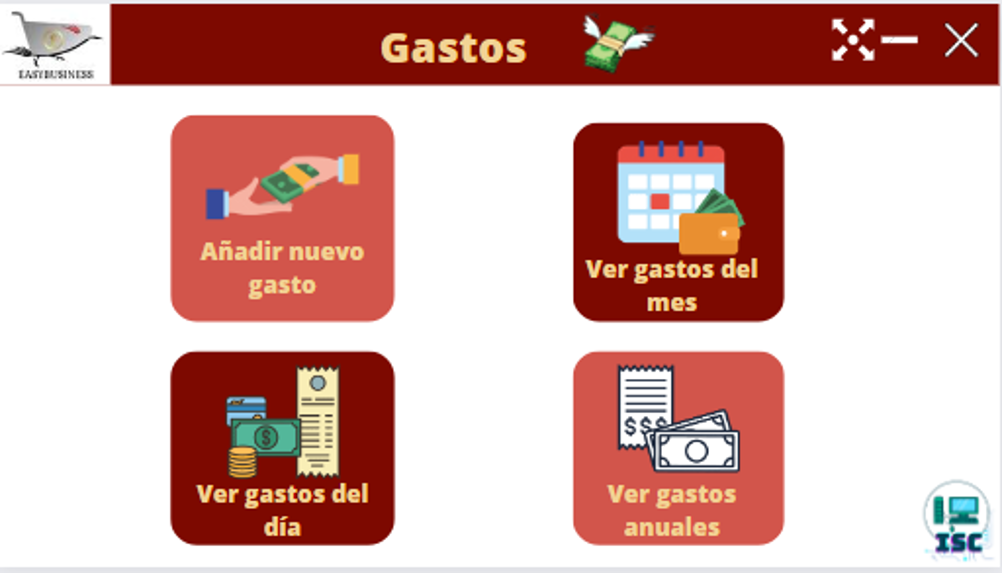 EASYBUSINESS
Gastos
Añadir nuevo
gasto
Ver gastos del
mes
Ver gastos del
día
$$$
$
Ver gastos
anuales
ISC